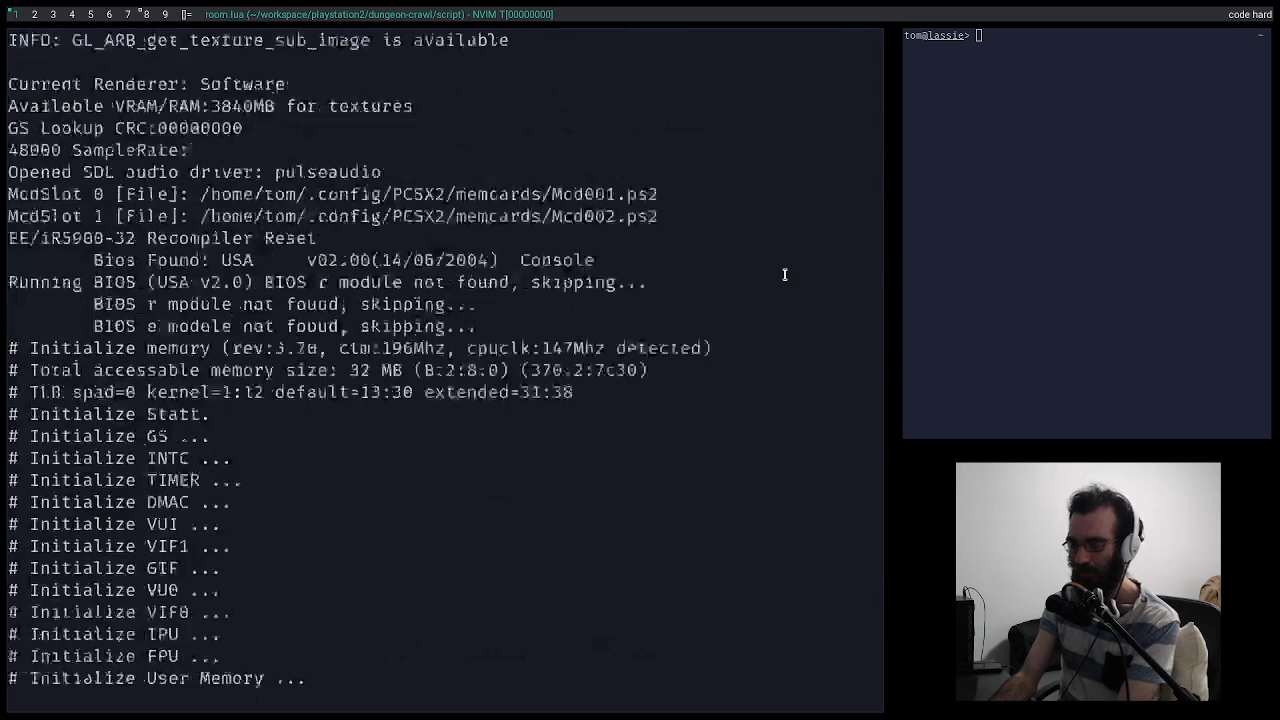 1 2 3 4 5 6 7 8 9 []= room.lua (~/workspace/playstation2/dungeon-crawl/script) - NVIM T[00000000] code hard
INFO: GL_ARB_get_texture_sub_image is available
Current Renderer: Software
Available VRAM/RAM:3840MB for textures
GS Lookup CRC:00000000
48000 SampleRate:
Opened SDL audio driver: pulseaudio
McdSlot 0 [File]: /home/tom/.config/PCSX2/memcards/Mcd001.ps2
McdSlot 1 [File]: /home/tom/.config/PCSX2/memcards/Mcd002.ps2
EE/iR5900-32 Recompiler Reset
Bios Found: USA v02.00(14/06/2004) Console
Running BIOS (USA v2.0) BIOS r module not found, skipping...
BIOS r module not found, skipping...
BIOS e module not found, skipping...
# Initialize memory (rev:3.70, ctm:196Mhz, cpuclk:147Mhz detected)
# Total accessable memory size: 32 MB (B:2:8:0) (370:2:7c30)
# TLB spad=0 kernel=1:12 default=13:30 extended=31:38
# Initialize Start.
# Initialize GS ...
# Initialize INTC ...
# Initialize TIMER ...
# Initialize DMAC ...
# Initialize VU1 ...
# Initialize VIF1 ...
# Initialize GIF ...
# Initialize VU0 ...
# Initialize VIF0 ...
# Initialize IPU ...
# Initialize FPU ...
# Initialize User Memory ...
tom@lassie> ~